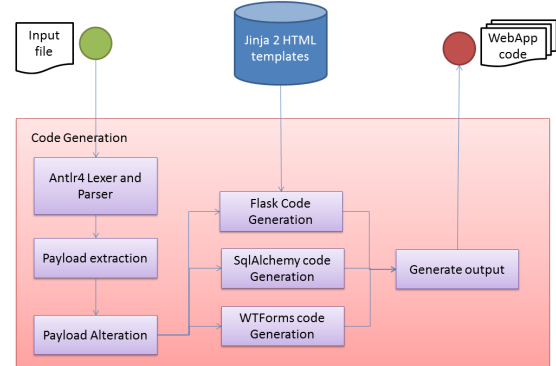 Input
file
Jinja 2 HTML
templates
WebApp
code
Code Generation
Antlr4 Lexer and
Parser
Flask Code
Generation
Payload extraction
SqlAlchemy code
Generation
Generate output
Payload Alteration
WTForms code
Generation